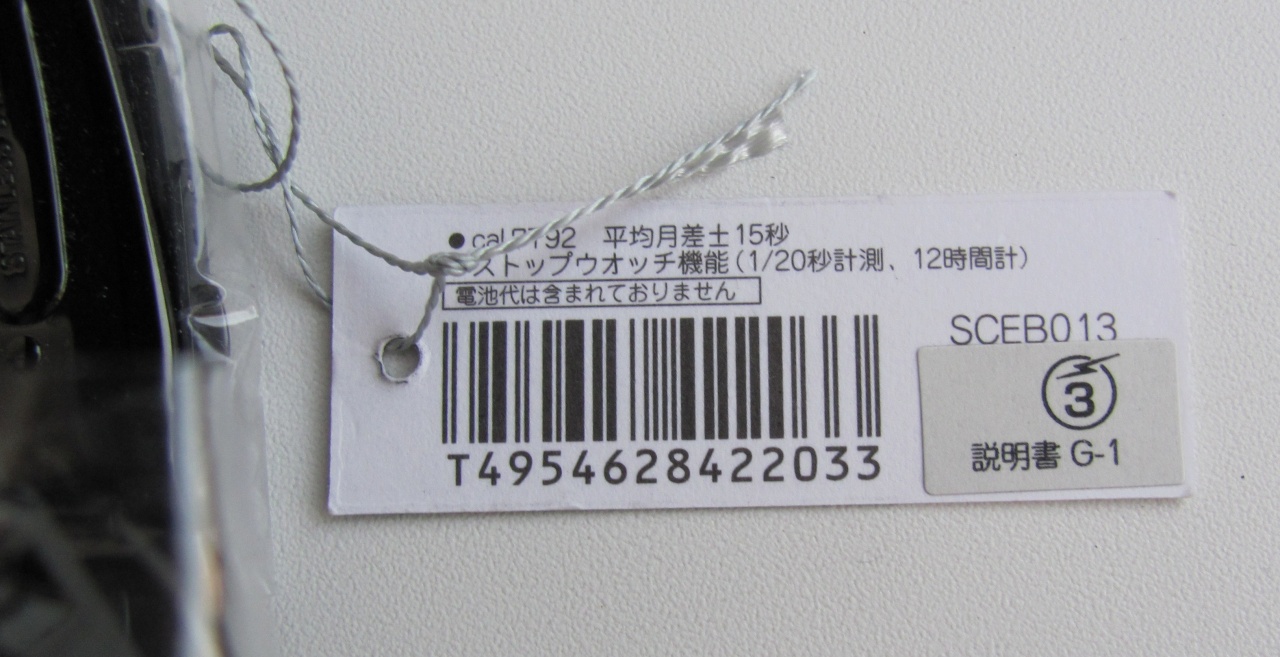 ● cal.7T92 平均月差±15秒
ストップウオッチ機能(1/20秒計測、12時間計)
電池代は含まれておりません
SCEB013
3
説明書 G-1
T4954628422033